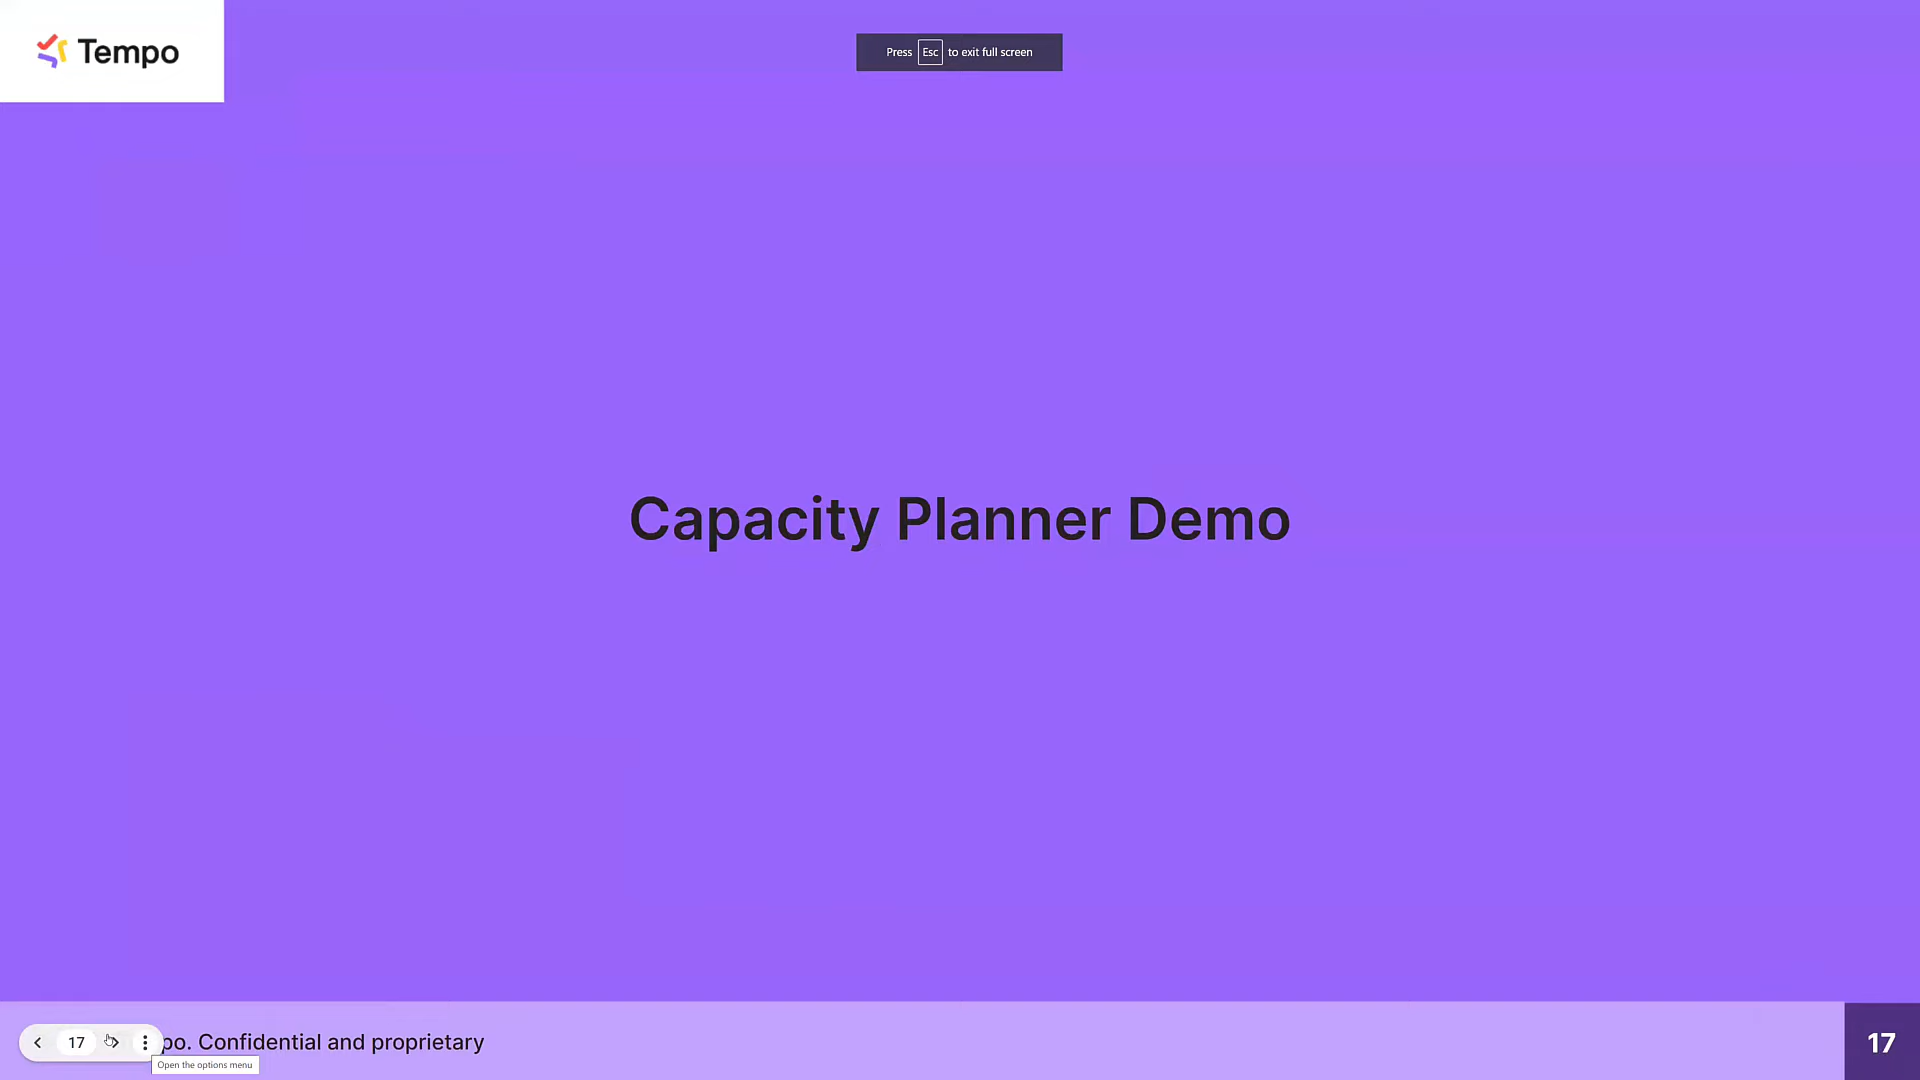 Tempo
Press Esc to exit full screen
Capacity Planner Demo
17
po. Confidential and proprietary
Open the options menu
17